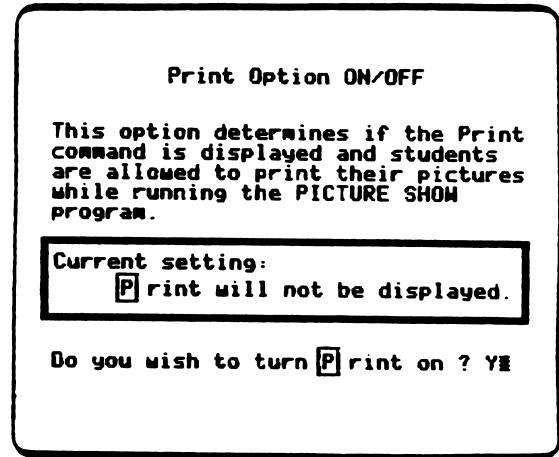 Print Option ON/OFF
This option determines if the Print
command is displayed and students
are allowed to print their pictures
while running the PICTURE SHOW
program.
Current setting:
P rint will not be displayed.
Do you wish to turn P rint on ? Y